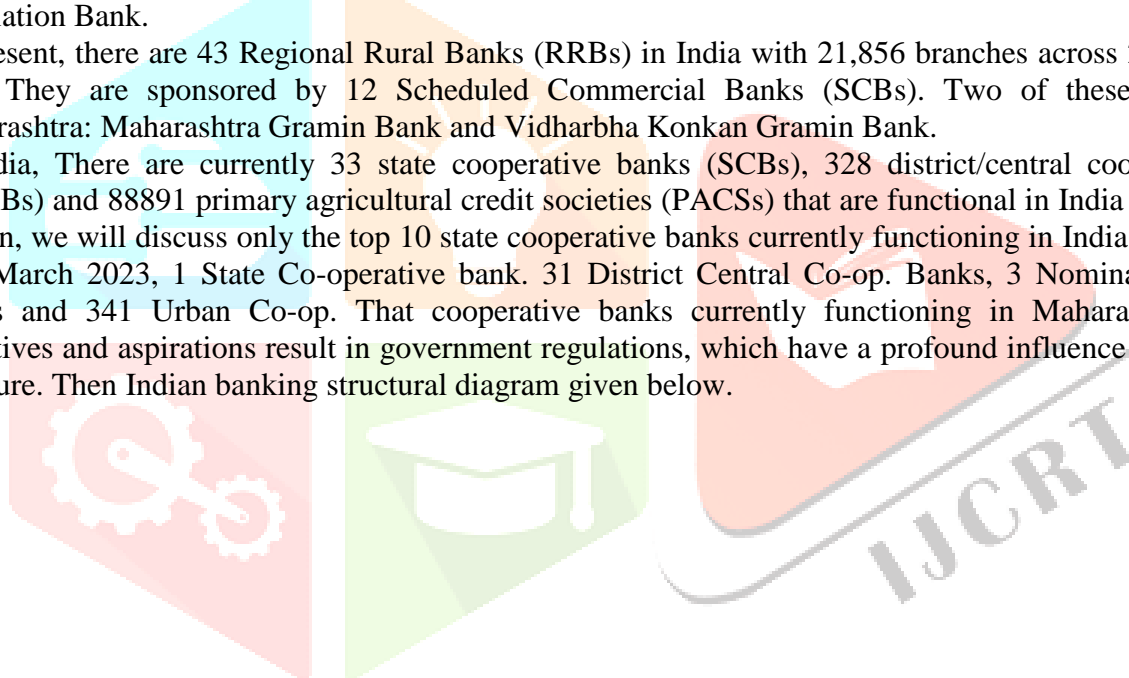 lation Bank.
esent, there are 43 Regional Rural Banks (RRBs) in India with 21,856 branches across
They are sponsored by 12 Scheduled Commercial Banks (SCBs). Two of these
rashtra: Maharashtra Gramin Bank and Vidharbha Konkan Gramin Bank.
dia, There are currently 33 state cooperative banks (SCBs), 328 district/central coo
Bs) and 88891 primary agricultural credit societies (PACSs) that are functional in India
n, we will discuss only the top 10 state cooperative banks currently functioning in India
March 2023, 1 State Co-operative bank. 31 District Central Co-op. Banks, 3 Nomina
s and 341 Urban Co-op. That cooperative banks currently functioning in Mahara
tives and aspirations result in government regulations, which have a profound influence
ure. Then Indian banking structural diagram given below.
IJCRT